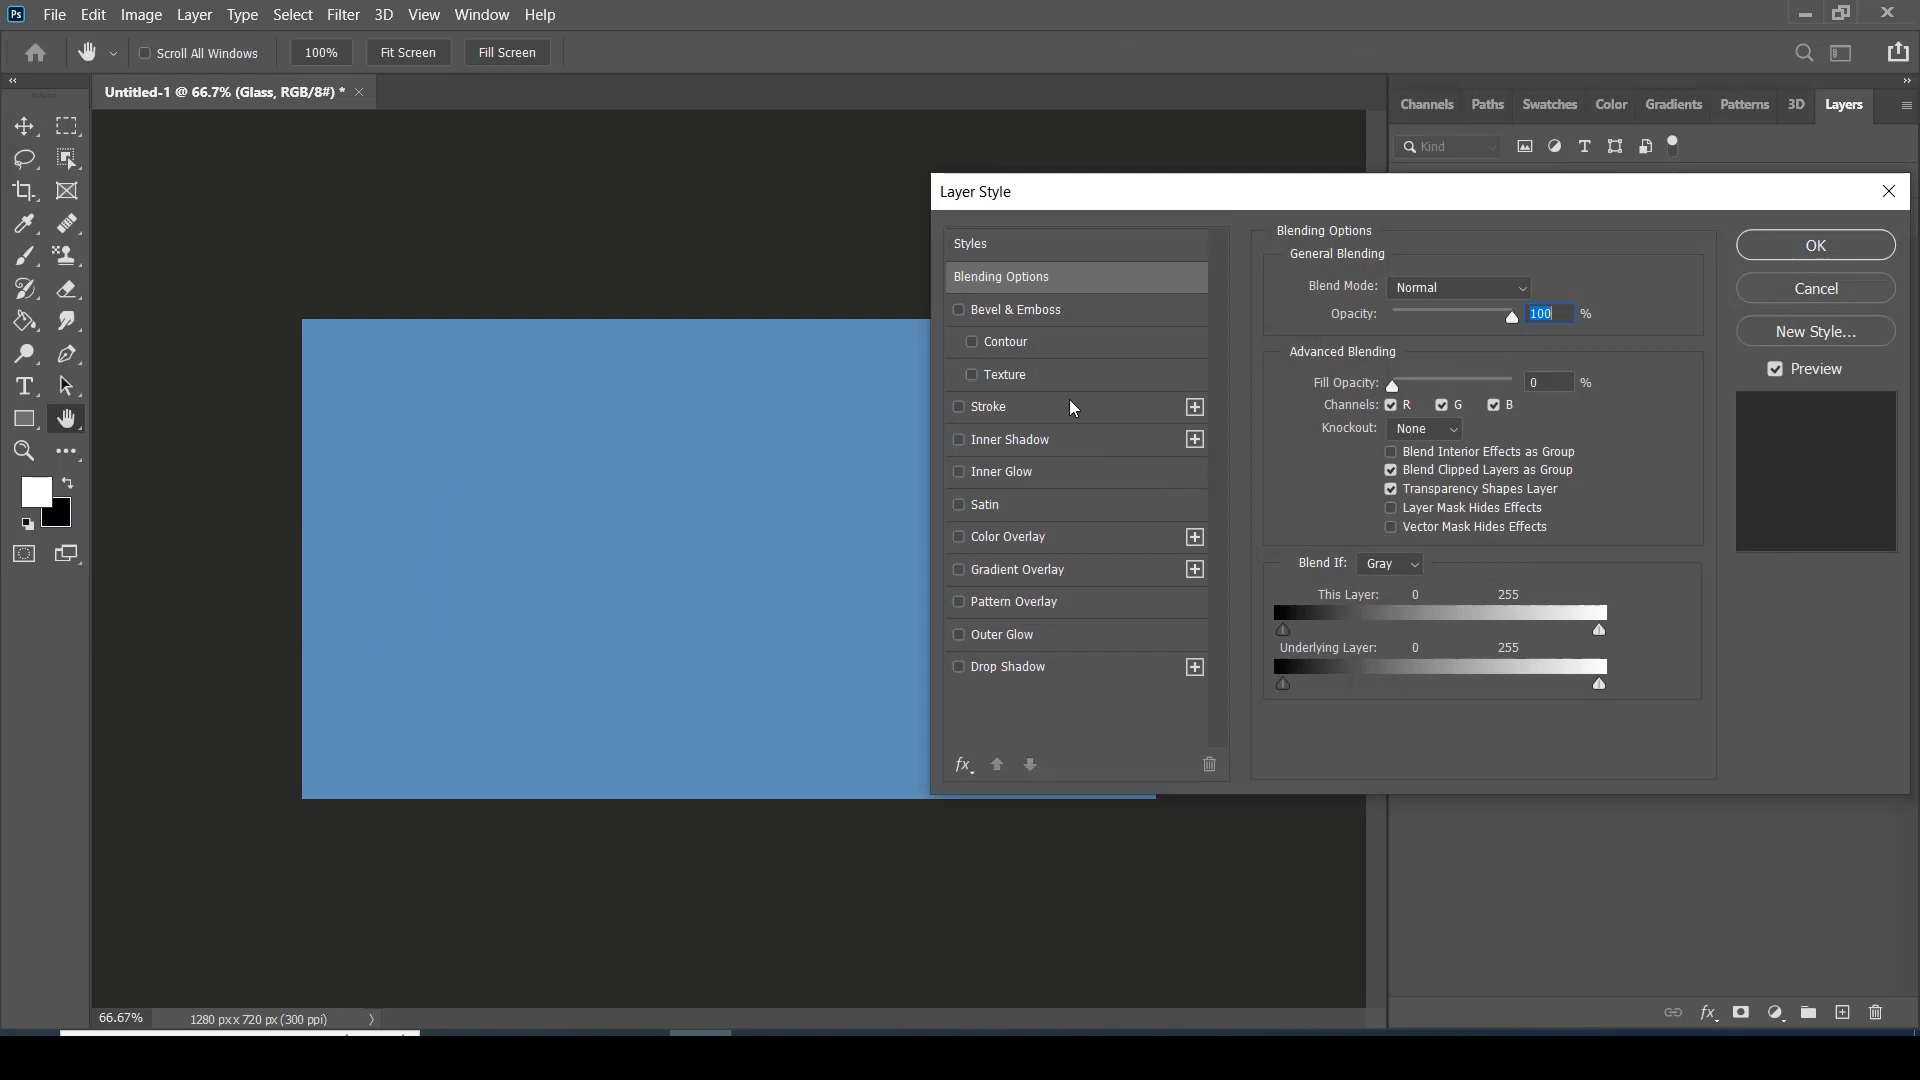 Ps File Edit Image Layer Type Select Filter 3D View Window Help
Scroll All Windows 100% Fit Screen Fill Screen
Untitled-1 @ 66.7% (Glass, RGB/8#) *
Channels Paths Swatches Color Gradients Patterns 3D Layers
Kind
Layer Style
Styles
Blending Options
Bevel & Emboss
Contour
Texture
Stroke
Inner Shadow
Inner Glow
Satin
Color Overlay
Gradient Overlay
Pattern Overlay
Outer Glow
Drop Shadow
fx
Blending Options
General Blending
Blend Mode: Normal
Opacity: 100 %
Advanced Blending
Fill Opacity: 0 %
Channels: R G B
Knockout: None
Blend Interior Effects as Group
Blend Clipped Layers as Group
Transparency Shapes Layer
Layer Mask Hides Effects
Vector Mask Hides Effects
Blend If: Gray
This Layer: 0 255
Underlying Layer: 0 255
OK
Cancel
New Style...
Preview
66.67% 1280 px x 720 px (300 ppi)
fx